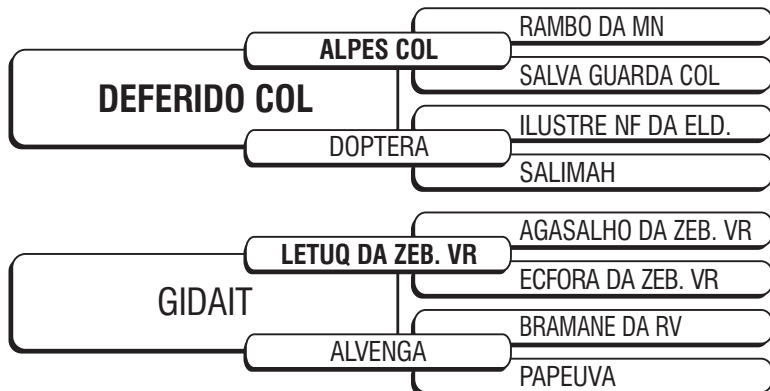 RAMBO DA MN
ALPES COL
SALVA GUARDA COL
DEFERIDO COL
ILUSTRE NF DA ELD.
DOPTERA
SALIMAH
AGASALHO DA ZEB. VR
LETUQ DA ZEB. VR
ECFORA DA ZEB. VR
GIDAIT
BRAMANE DA RV
ALVENGA
PAPEUVA